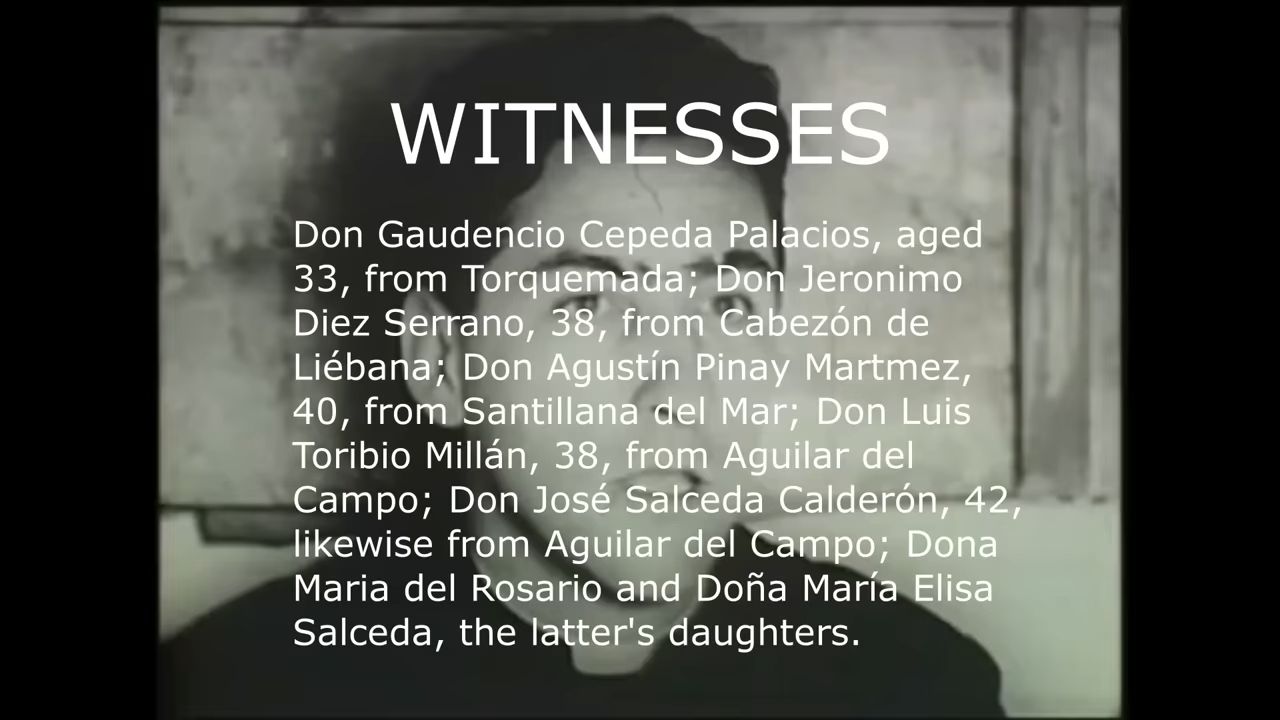 WITNESSES
Don Gaudencio Cepeda Palacios, aged
33, from Torquemada; Don Jeronimo
Diez Serrano, 38, from Cabezón de
Liébana; Don Agustín Pinay Martmez,
40, from Santillana del Mar; Don Luis
Toribio Millán, 38, from Aguilar del
Campo; Don José Salceda Calderón, 42,
likewise from Aguilar del Campo; Dona
Maria del Rosario and Doña María Elisa
Salceda, the latter's daughters.